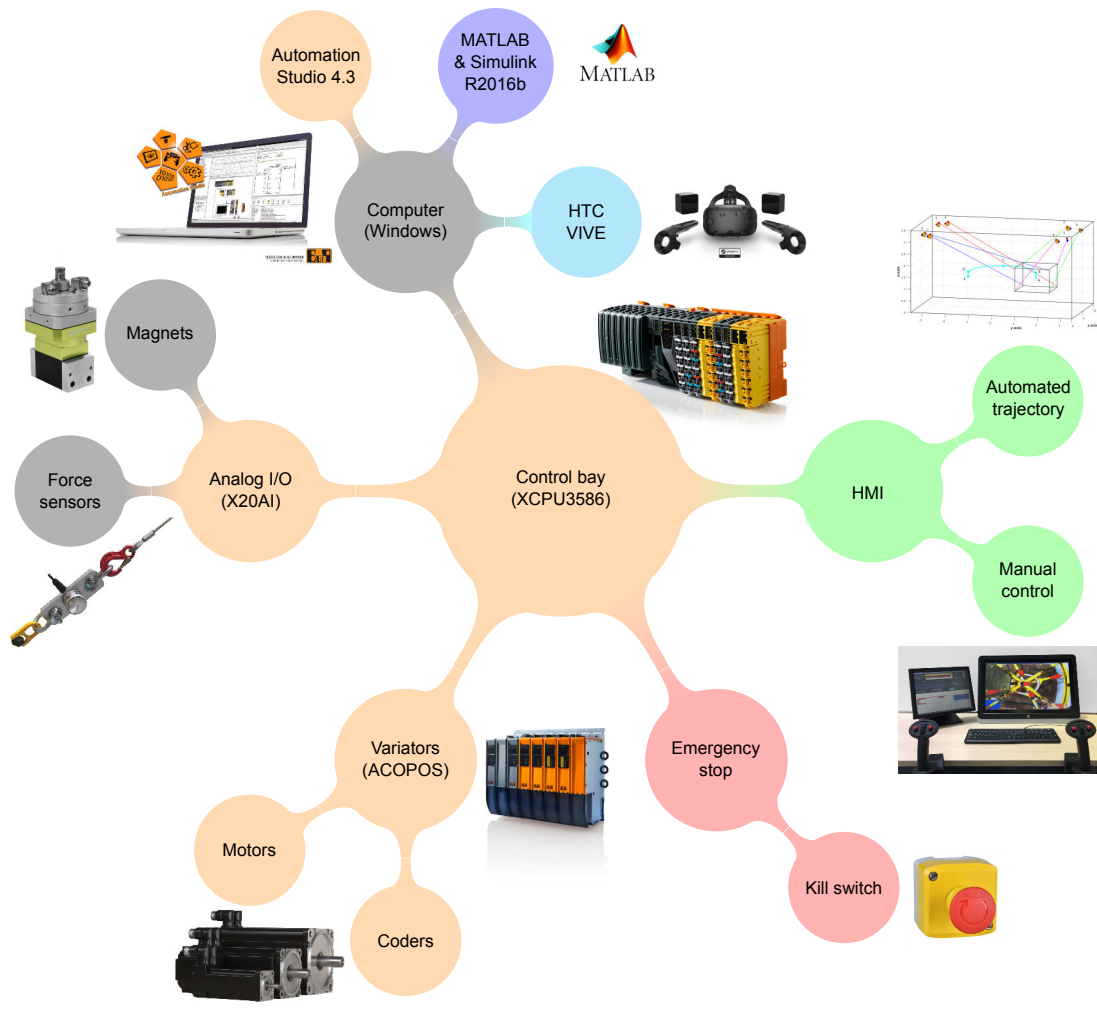 Automation
Studio 4.3
MATLAB
& Simulink
R2016b
MATLAB
Computer
(Windows)
HTC
VIVE
Magnets
Automated
trajectory
Force
sensors
Analog I/O
(X20AI)
Control bay
(XCPU3586)
HMI
Manual
control
Variators
(ACOPOS)
Emergency
stop
Motors
Kill switch
Coders